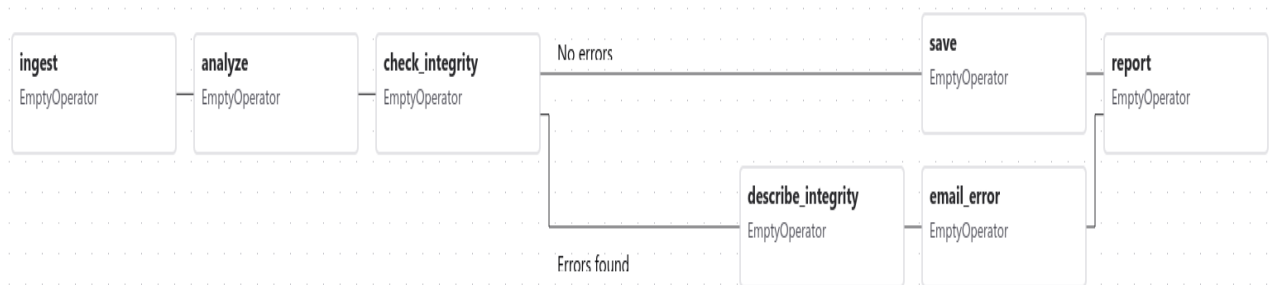 ingest
EmptyOperator
analyze
EmptyOperator
check_integrity
EmptyOperator
No errors
save
EmptyOperator
report
EmptyOperator
describe_integrity
EmptyOperator
email_error
EmptyOperator
Errors found